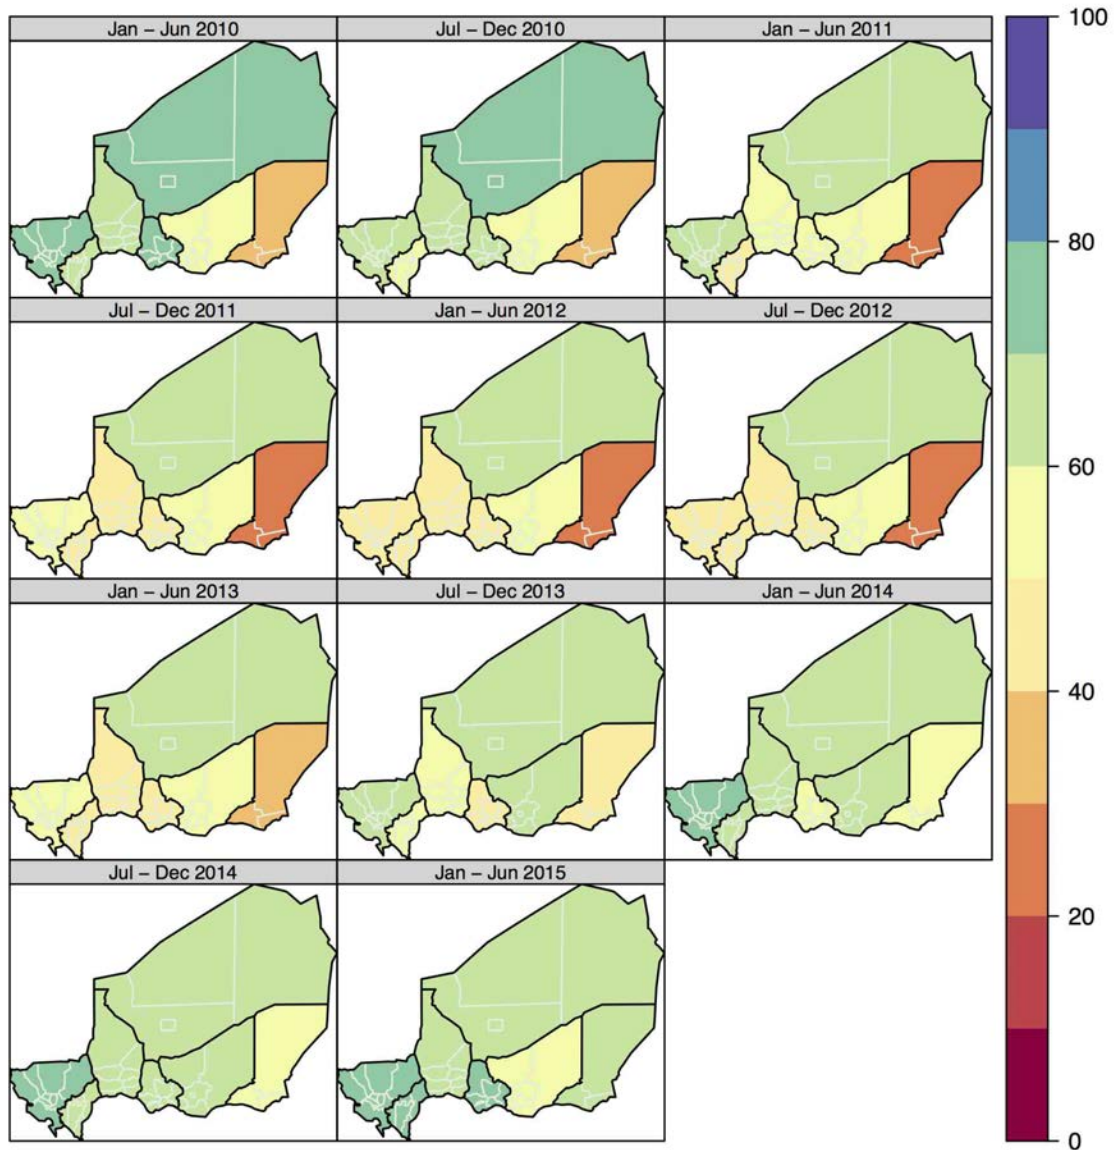 Jan − Jun 2010
Jul − Dec 2010
Jan − Jun 2011
Jul − Dec 2011
Jan − Jun 2012
Jul − Dec 2012
Jan − Jun 2013
Jul − Dec 2013
Jan − Jun 2014
Jul − Dec 2014
Jan − Jun 2015
100
80
60
40
20
0